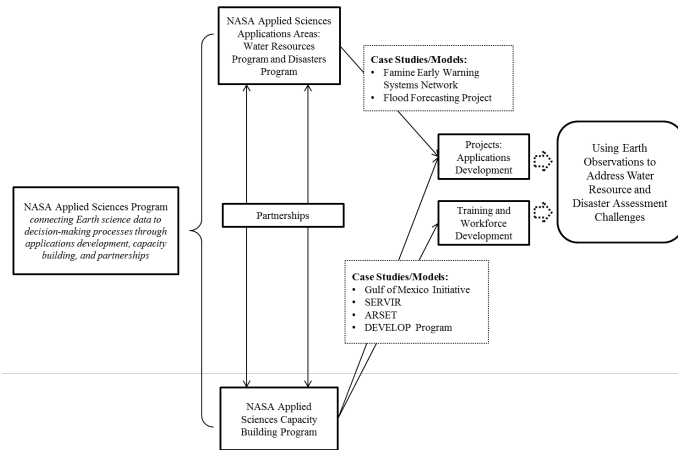 NASA Applied Sciences Program
connecting Earth science data to
decision-making processes through
applications development, capacity
building, and partnerships
NASA Applied Sciences
Applications Areas:
Water Resources
Program and Disasters
Program
Partnerships
NASA Applied
Sciences Capacity
Building Program
Case Studies/Models:
• Famine Early Warning
Systems Network
• Flood Forecasting Project
Case Studies/Models:
• Gulf of Mexico Initiative
• SERVIR
• ARSET
• DEVELOP Program
Projects:
Applications
Development
Training and
Workforce
Development
Using Earth
Observations to
Address Water
Resource and
Disaster Assessment
Challenges